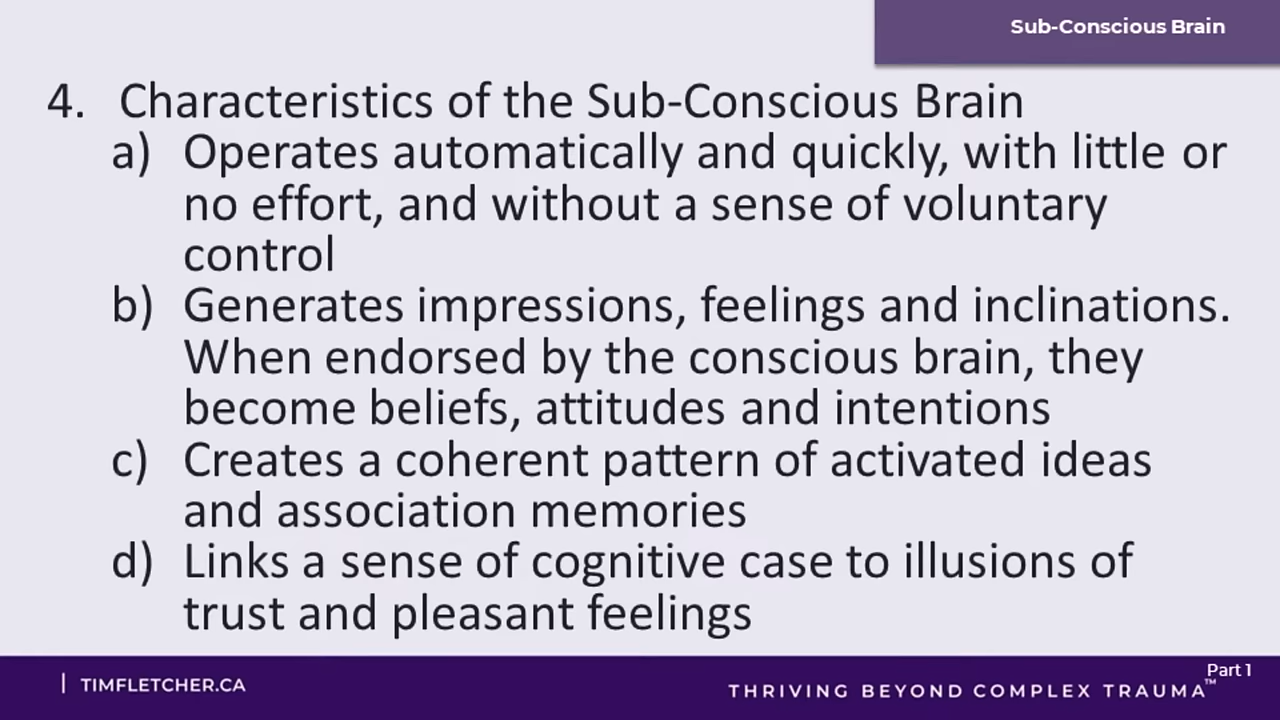 Sub-Conscious Brain
4. Characteristics of the Sub-Conscious Brain
a) Operates automatically and quickly, with little or
no effort, and without a sense of voluntary
control
b) Generates impressions, feelings and inclinations.
When endorsed by the conscious brain, they
become beliefs, attitudes and intentions
c) Creates a coherent pattern of activated ideas
and association memories
d) Links a sense of cognitive case to illusions of
trust and pleasant feelings
| TIMFLETCHER.CA
Part 1
THRIVING BEYOND COMPLEX TRAUMA™